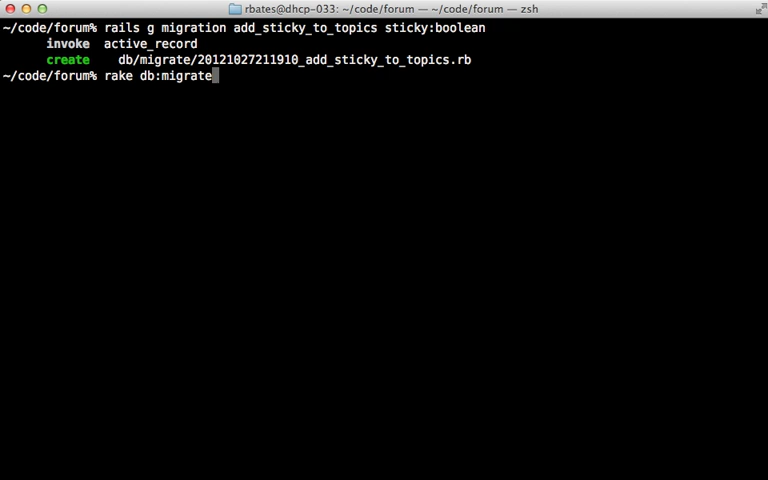 rbates@dhcp-033: ~/code/forum — ~/code/forum — zsh
~/code/forum% rails g migration add_sticky_to_topics sticky:boolean
invoke active_record
create db/migrate/20121027211910_add_sticky_to_topics.rb
~/code/forum% rake db:migrate